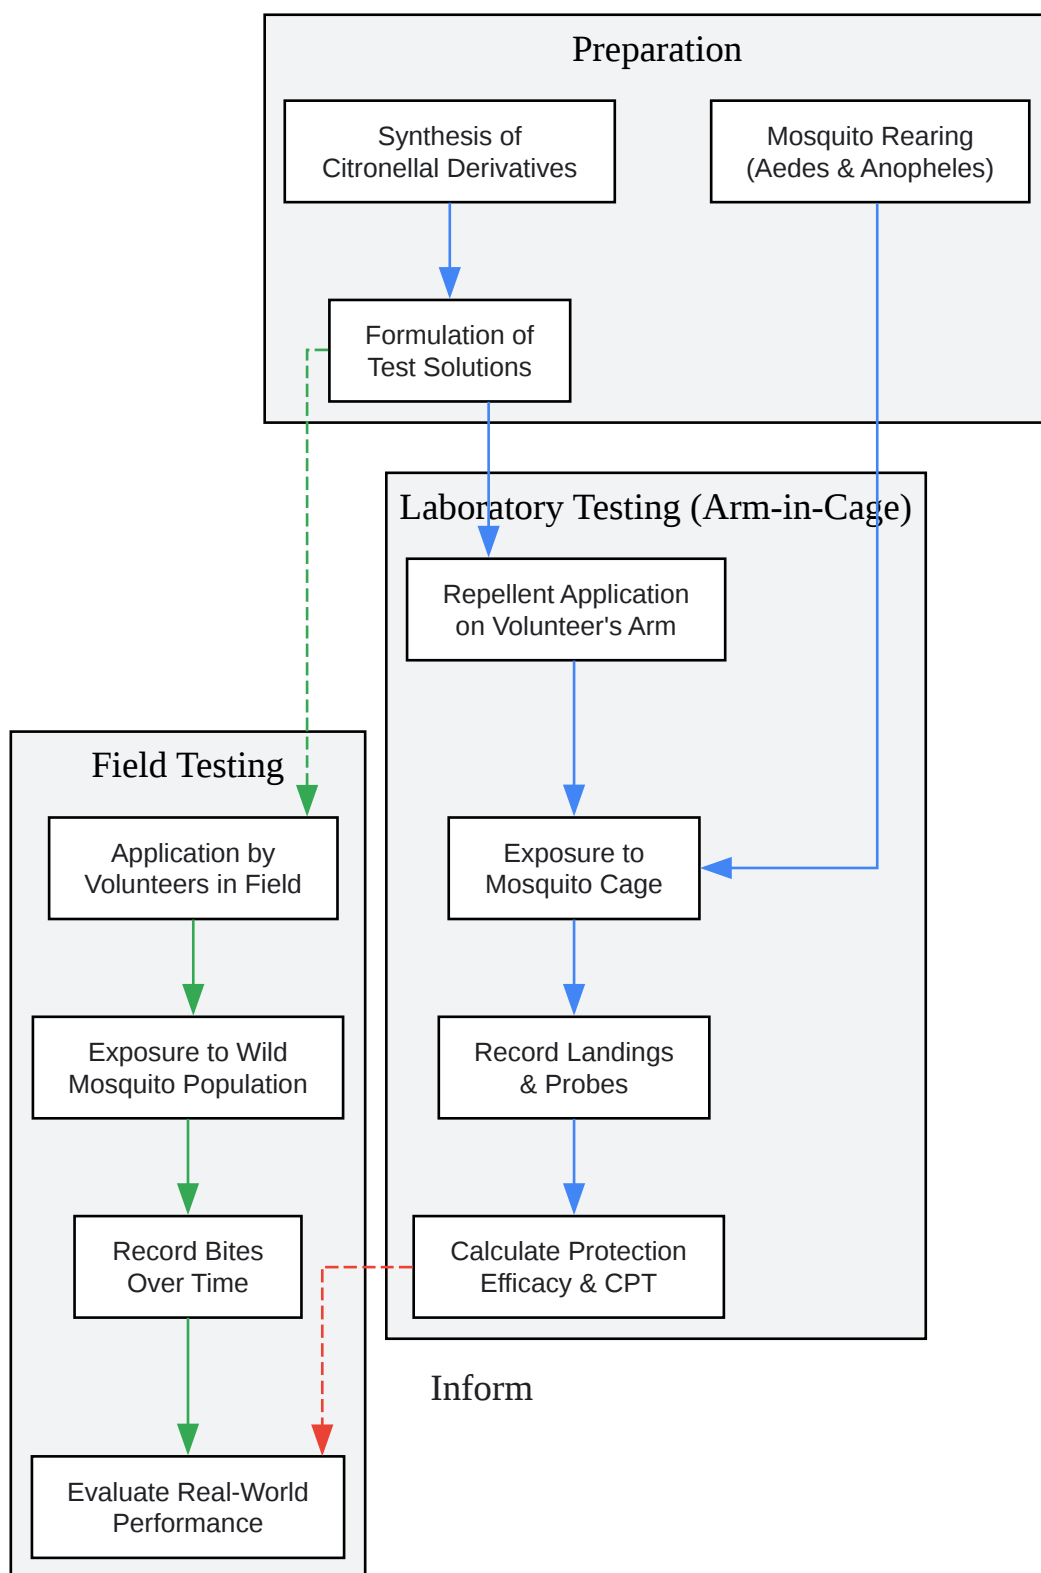 Preparation
Synthesis of
Citronellal Derivatives
Mosquito Rearing
(Aedes & Anopheles)
Formulation of
Test Solutions
Laboratory Testing (Arm-in-Cage)
Repellent Application
on Volunteer's Arm
Field Testing
Application by
Volunteers in Field
Exposure to
Mosquito Cage
Exposure to Wild
Mosquito Population
Record Landings
& Probes
Record Bites
Over Time
Calculate Protection
Efficacy & CPT
Inform
Evaluate Real-World
Performance